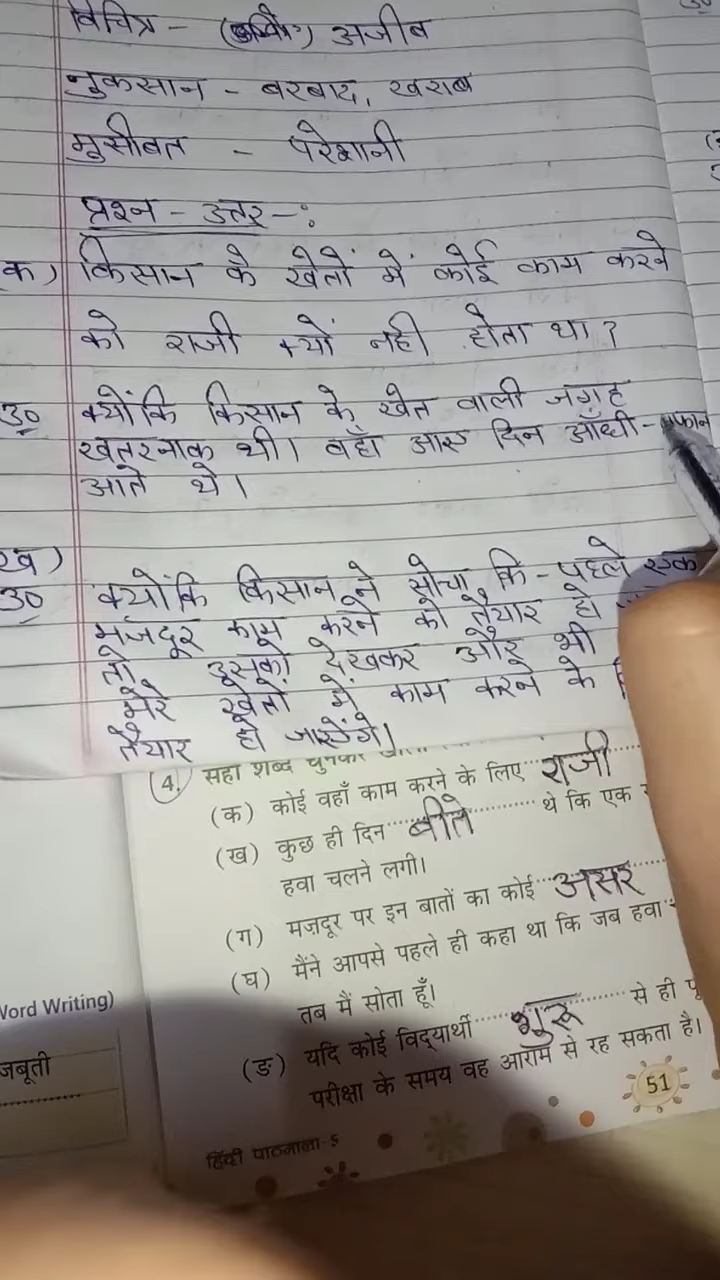 विचित्र - अजीब
नुकसान - बरबाद, खराब
मुसीबत - परेशानी
प्रश्न - उत्तर -:
क) किसान के खेतों में कोई काम करने
को राजी क्यों नही होता था?
उ० क्योंकि किसान के खेत वाली जगह
खतरनाक थी। वहाँ आए दिन आँधी-
आते थे।
ख)
उ० क्योंकि किसान ने सोचा कि - पहले एक
मजदूर काम करने को तैयार हो
तो, उसको देखकर और भी
मेरे खेतों में काम करने के
तैयार हो जाएँगे।
4. सही शब्द चुनकर
(क) कोई वहाँ काम करने के लिए राजी
(ख) कुछ ही दिन बीते थे कि एक
हवा चलने लगी।
(ग) मज़दूर पर इन बातों का कोई असर
(घ) मैंने आपसे पहले ही कहा था कि जब हवा
तब मैं सोता हूँ।
(ङ) यदि कोई विद्यार्थी शुरू से ही
परीक्षा के समय वह आराम से रह सकता है।
Word Writing)
जबूती
51
हिंदी पाठमाला-5